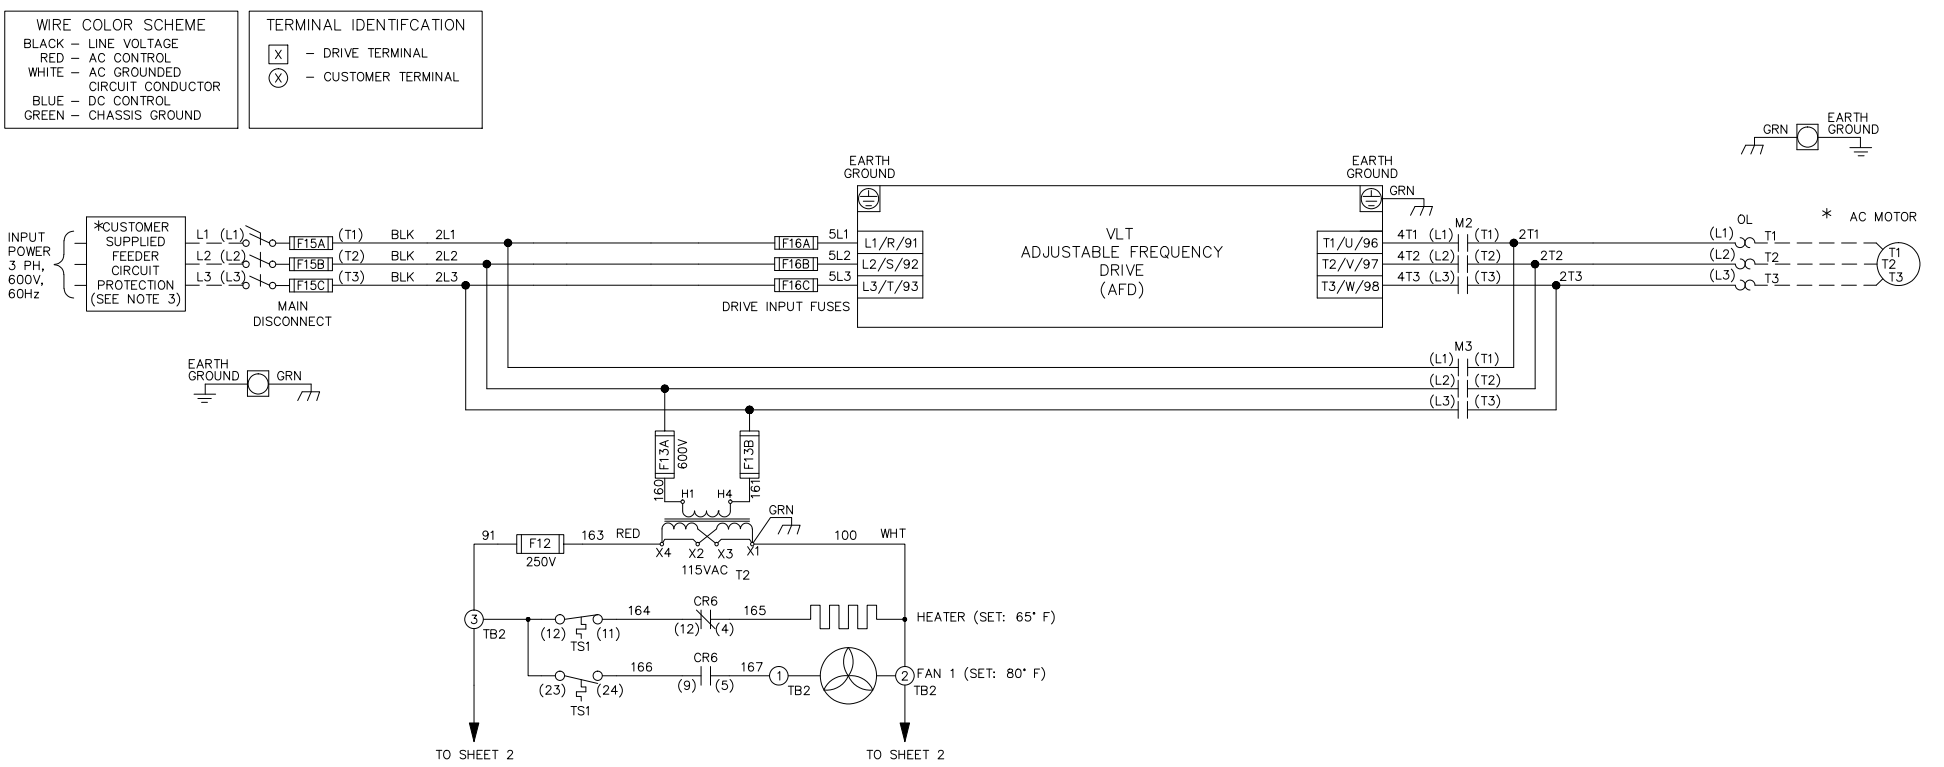 WIRE COLOR SCHEME
BLACK – LINE VOLTAGE
RED – AC CONTROL
WHITE – AC GROUNDED
CIRCUIT CONDUCTOR
BLUE – DC CONTROL
GREEN – CHASSIS GROUND
TERMINAL IDENTIFCATION
X – DRIVE TERMINAL
X – CUSTOMER TERMINAL
EARTH
GROUND
GRN
INPUT
POWER
3 PH,
600V,
60Hz
*CUSTOMER
SUPPLIED
FEEDER
CIRCUIT
PROTECTION
(SEE NOTE 3)
L1 (L1) F15A (T1) BLK 2L1 F16A 5L1 L1/R/91
L2 (L2) F15B (T2) BLK 2L2 F16B 5L2 L2/S/92
L3 (L3) F15C (T3) BLK 2L3 F16C 5L3 L3/T/93
MAIN
DISCONNECT
DRIVE INPUT FUSES
EARTH
GROUND
VLT
ADJUSTABLE FREQUENCY
DRIVE
(AFD)
EARTH
GROUND
GRN
M2
T1/U/96 4T1 (L1) (T1) 2T1 (L1) T1
T2/V/97 4T2 (L2) (T2) 2T2 (L2) T2
T3/W/98 4T3 (L3) (T3) 2T3 (L3) T3
OL
* AC MOTOR
T1
T2
T3
EARTH
GROUND
GRN
M3
(L1) (T1)
(L2) (T2)
(L3) (T3)
F13A
600V
F13B
160
161
H1 H4
GRN
91 F12 163 RED
250V
X4 X2 X3 X1
100 WHT
115VAC T2
3
TB2
(12) (11)
TS1
164 CR6 165
(12) (4)
HEATER (SET: 65° F)
(23) (24)
TS1
166 CR6 167
(9) (5)
1
TB2
2
TB2
FAN 1 (SET: 80° F)
TO SHEET 2
TO SHEET 2